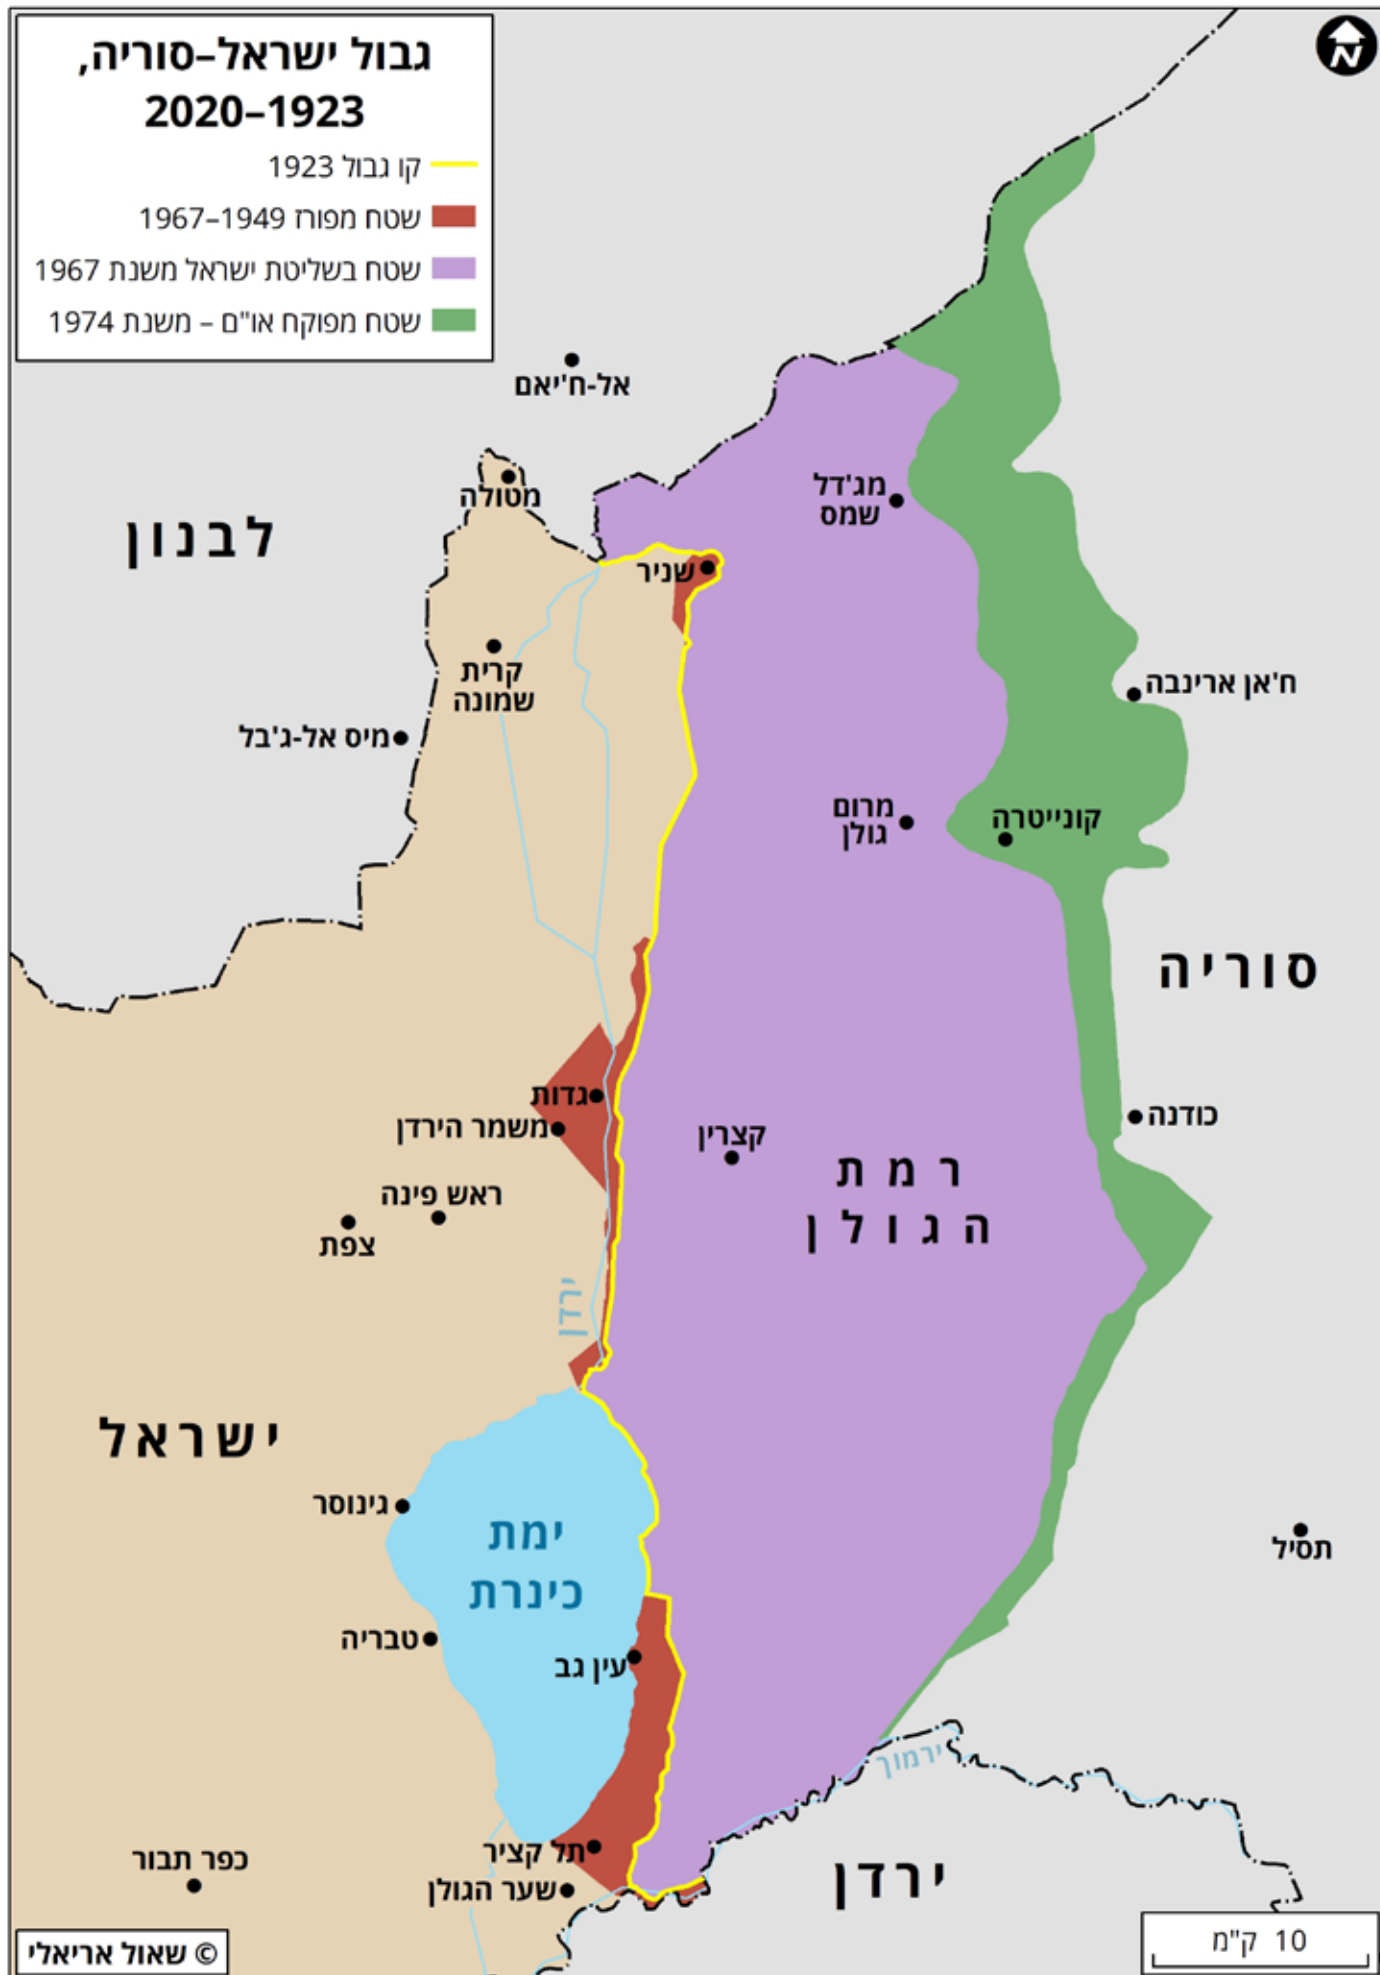 גבול ישראל–סוריה,
2020–1923
קו גבול 1923
שטח מפורז 1949–1967
שטח בשליטת ישראל משנת 1967
שטח מפוקח או"ם – משנת 1974
N
אל-ח'יאם
מטולה
לבנון
מג'דל
שמס
שניר
קרית
שמונה
ח'אן ארינבה
מיס אל-ג'בל
מרום
גולן
קונייטרה
סוריה
גדות
משמר הירדן
כודנה
קצרין
רמת
הגולן
ראש פינה
צפת
ירדן
ישראל
גינוסר
ימת
כינרת
תסיל
טבריה
עין גב
ירמוך
תל קציר
כפר תבור
שער הגולן
ירדן
10 ק"מ
© שאול אריאלי